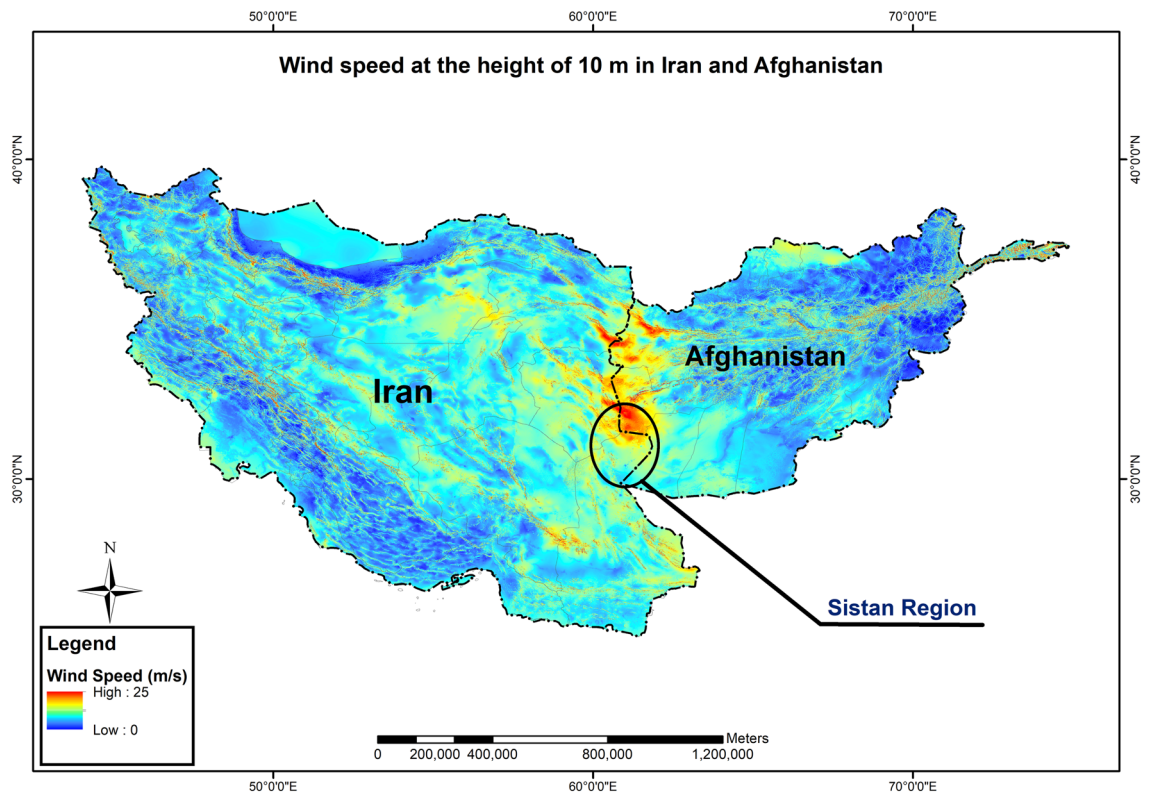 50°0'0"E 60°0'0"E 70°0'0"E
Wind speed at the height of 10 m in Iran and Afghanistan
40°0'0"N 40°0'0"N
Afghanistan
Iran
30°0'0"N 30°0'0"N
N
Sistan Region
Legend
Wind Speed (m/s)
High : 25
Low : 0
Meters
0 200,000 400,000 800,000 1,200,000
50°0'0"E 60°0'0"E 70°0'0"E